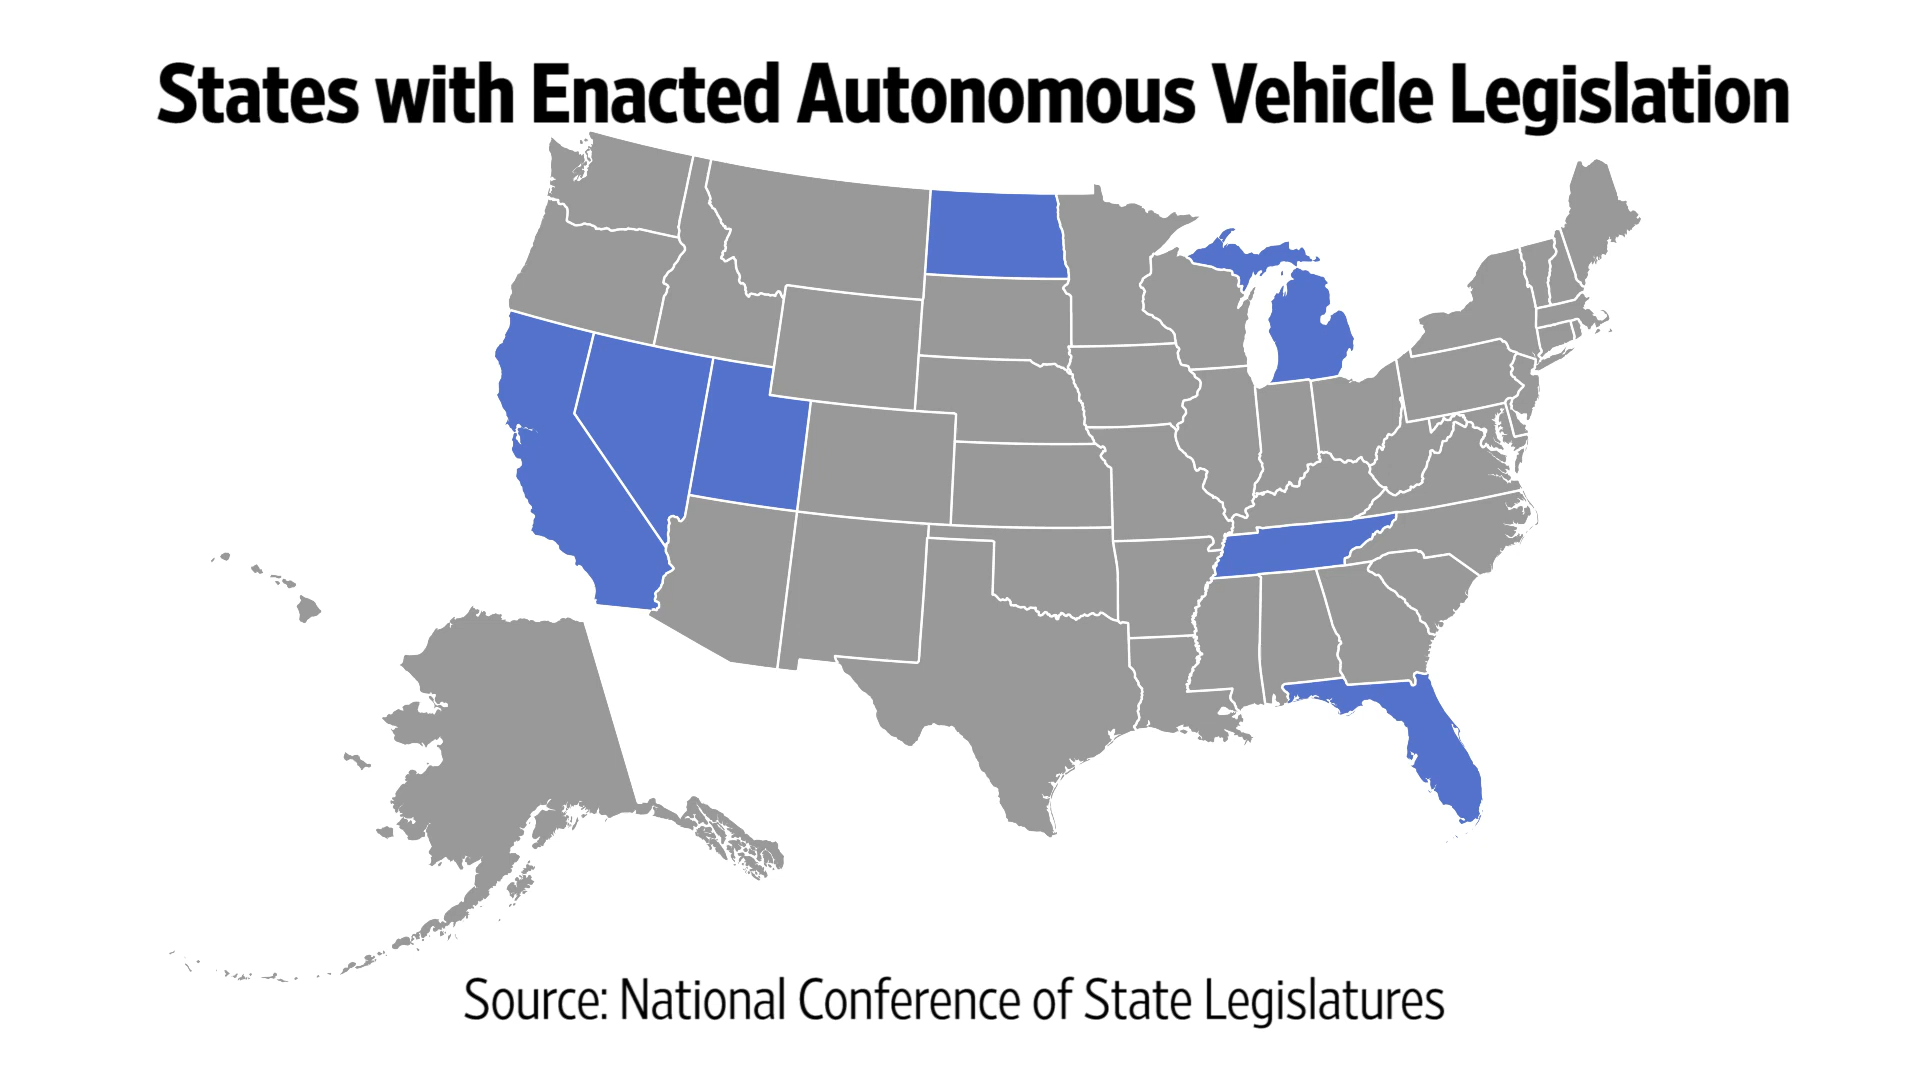 States with Enacted Autonomous Vehicle Legislation
Source: National Conference of State Legislatures